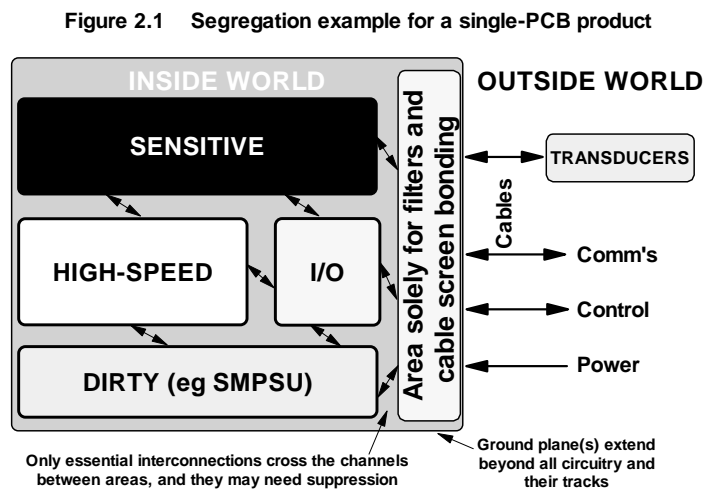 Figure 2.1 Segregation example for a single-PCB product
INSIDE WORLD
OUTSIDE WORLD
SENSITIVE
HIGH-SPEED
I/O
DIRTY (eg SMPSU)
Area solely for filters and
cable screen bonding
Cables
TRANSDUCERS
Comm's
Control
Power
Only essential interconnections cross the channels
between areas, and they may need suppression
Ground plane(s) extend
beyond all circuitry and
their tracks